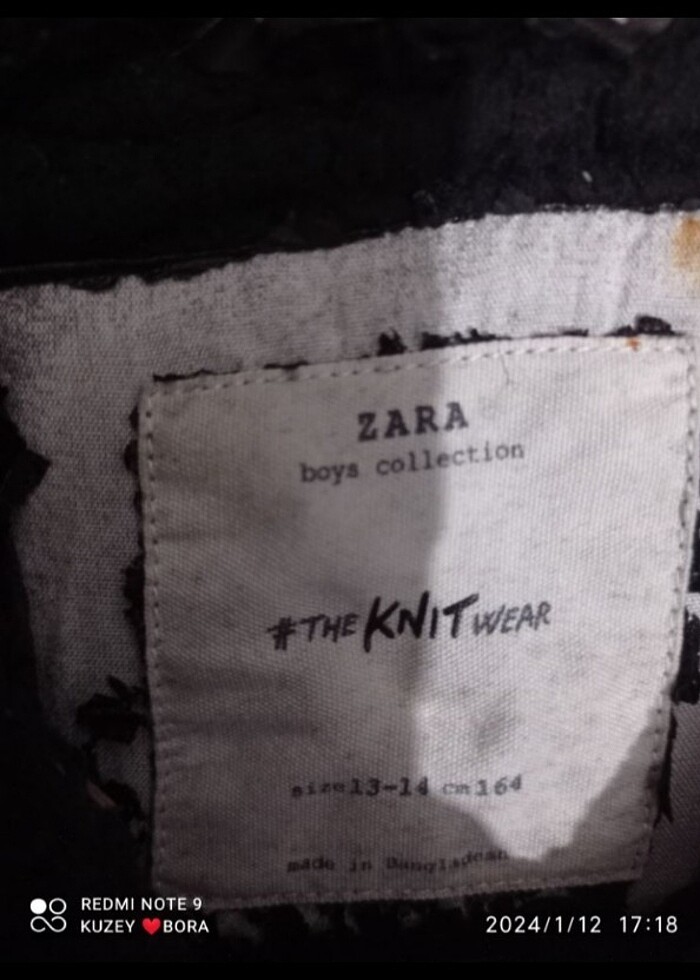 ZARA
boys collection
#THE KNIT WEAR
size 13-14 cm 164
made in Bangladesh
REDMI NOTE 9
KUZEY ❤️BORA
2024/1/12 17:18